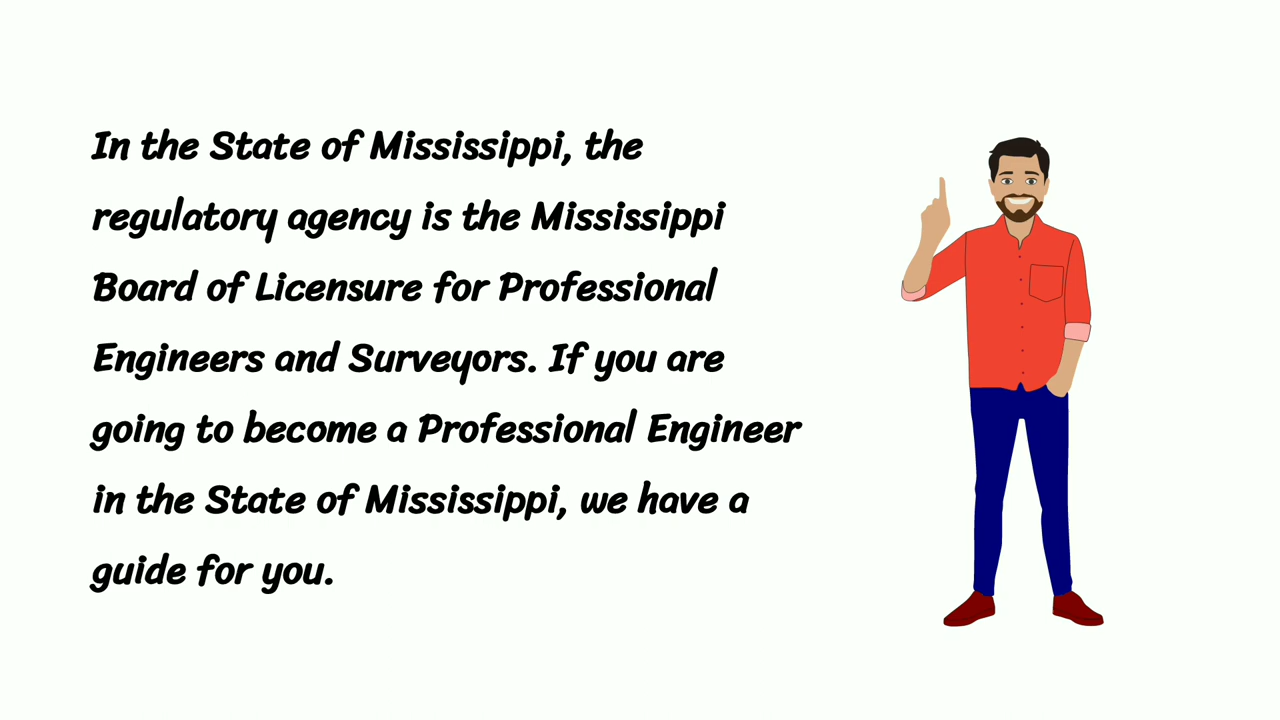 In the State of Mississippi, the
regulatory agency is the Mississippi
Board of Licensure for Professional
Engineers and Surveyors. If you are
going to become a Professional Engineer
in the State of Mississippi, we have a
guide for you.